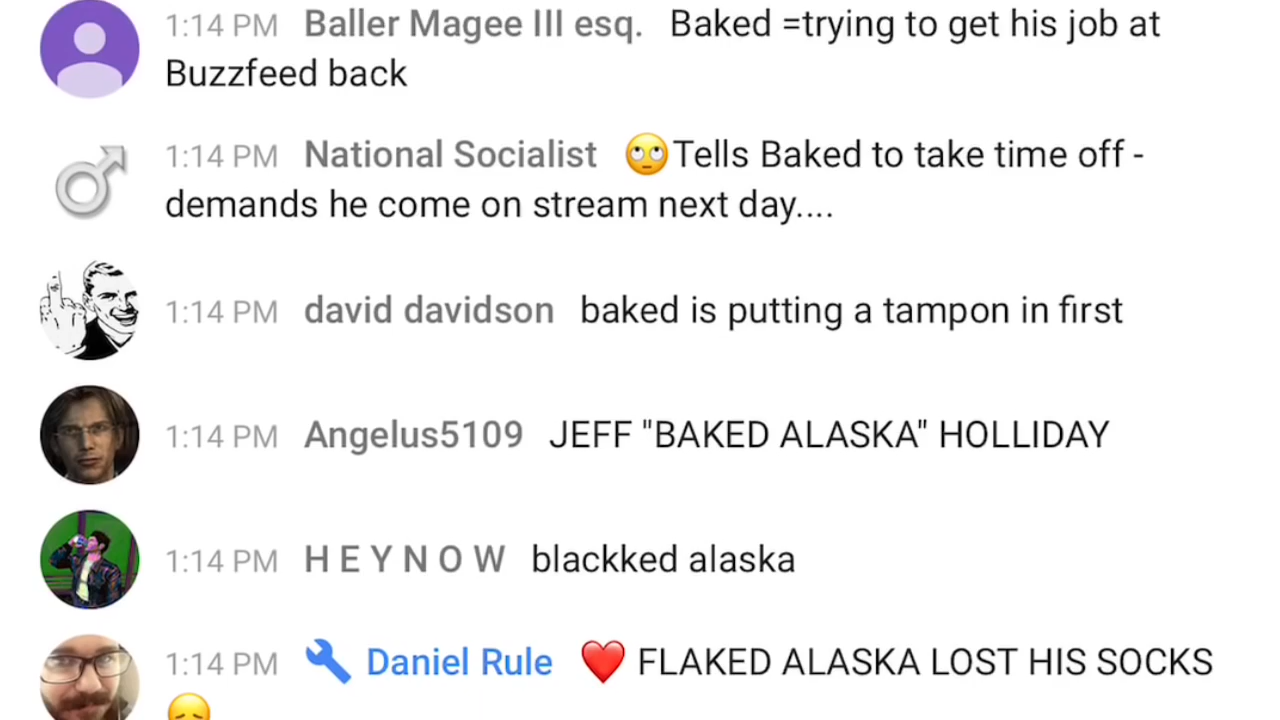 1:14 PM Baller Magee III esq. Baked =trying to get his job at
Buzzfeed back
1:14 PM National Socialist 🙄Tells Baked to take time off -
demands he come on stream next day....
1:14 PM david davidson baked is putting a tampon in first
1:14 PM Angelus5109 JEFF "BAKED ALASKA" HOLLIDAY
1:14 PM H E Y N O W blackked alaska
1:14 PM Daniel Rule ❤️ FLAKED ALASKA LOST HIS SOCKS
😞